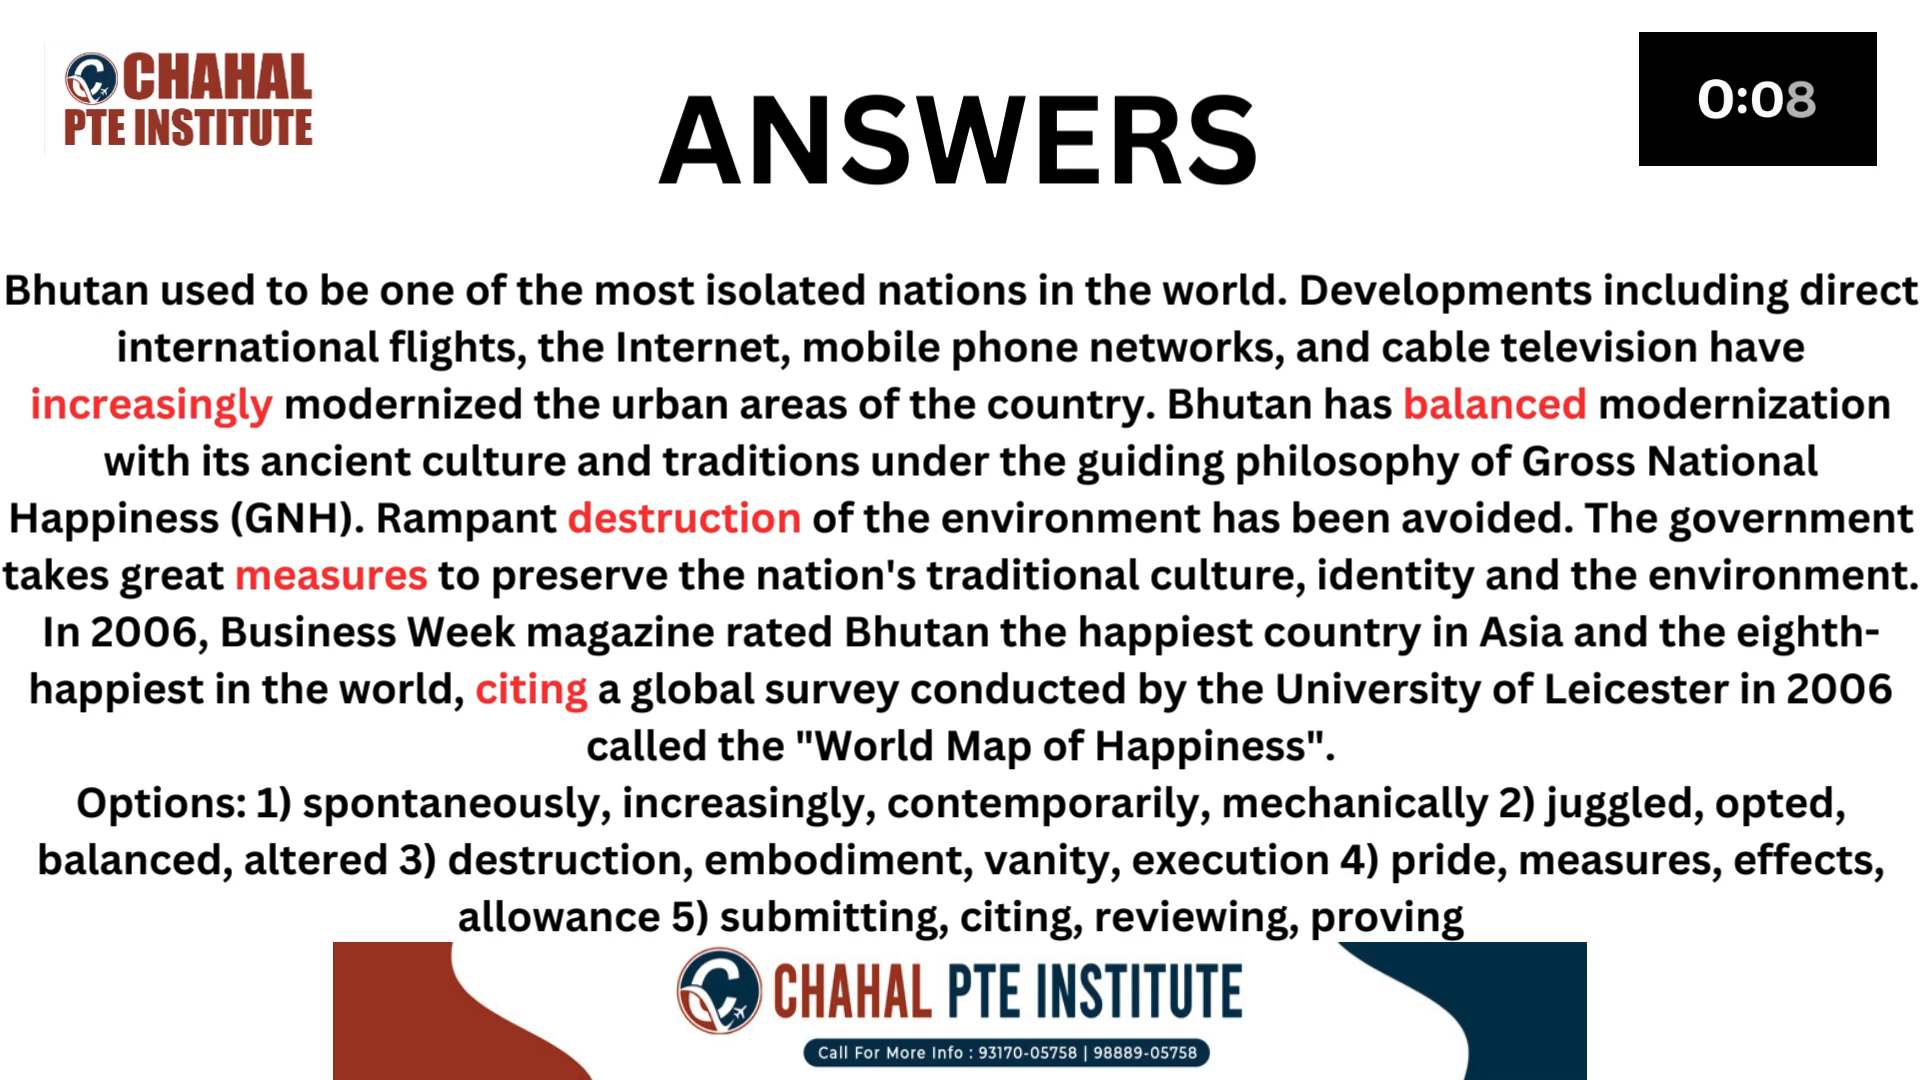 CHAHAL
PTE INSTITUTE
ANSWERS
0:08
Bhutan used to be one of the most isolated nations in the world. Developments including direct
international flights, the Internet, mobile phone networks, and cable television have
increasingly modernized the urban areas of the country. Bhutan has balanced modernization
with its ancient culture and traditions under the guiding philosophy of Gross National
Happiness (GNH). Rampant destruction of the environment has been avoided. The government
takes great measures to preserve the nation's traditional culture, identity and the environment.
In 2006, Business Week magazine rated Bhutan the happiest country in Asia and the eighth-
happiest in the world, citing a global survey conducted by the University of Leicester in 2006
called the "World Map of Happiness".
Options: 1) spontaneously, increasingly, contemporarily, mechanically 2) juggled, opted,
balanced, altered 3) destruction, embodiment, vanity, execution 4) pride, measures, effects,
allowance 5) submitting, citing, reviewing, proving
CHAHAL PTE INSTITUTE
Call For More Info : 93170-05758 | 98889-05758